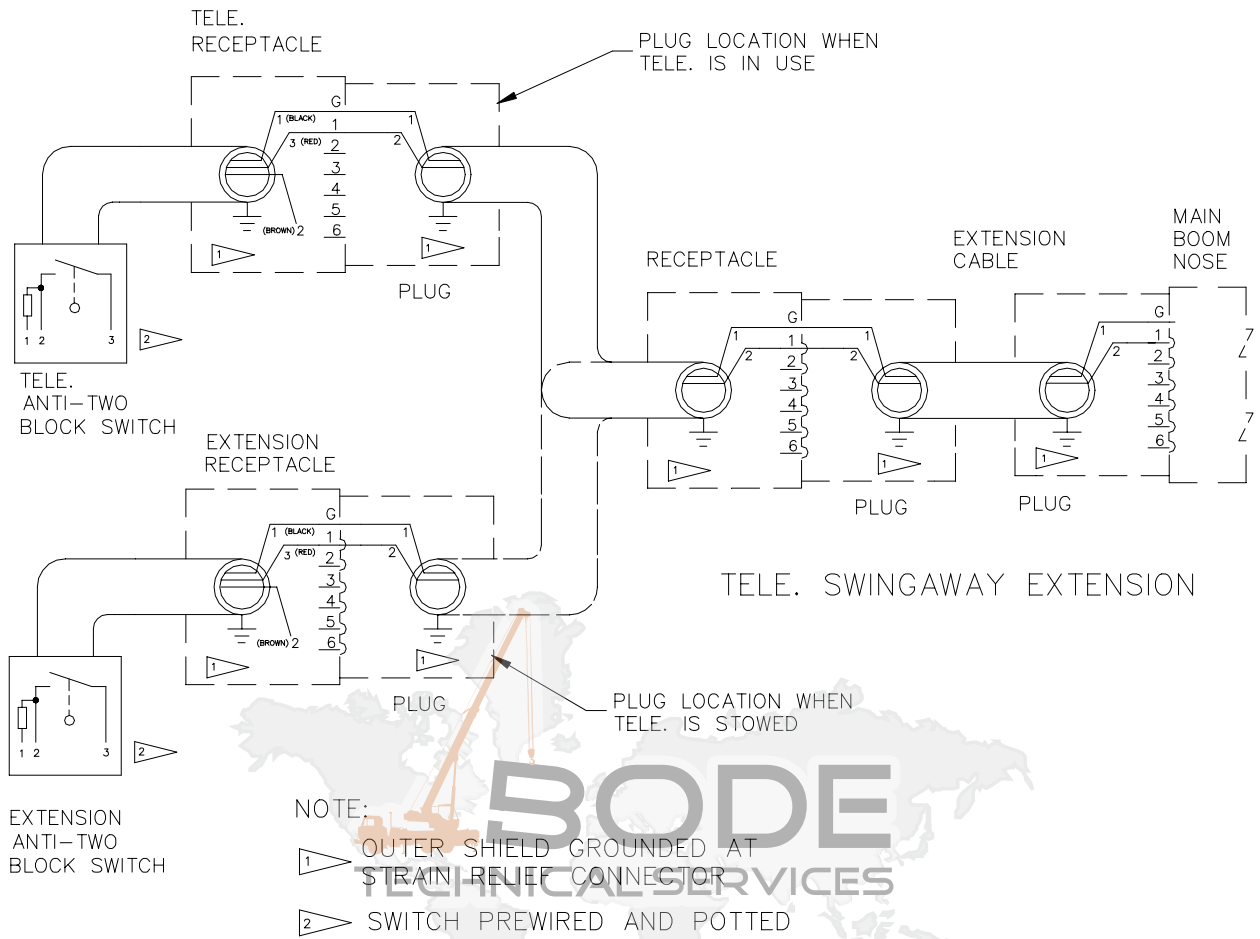 TELE.
RECEPTACLE
PLUG LOCATION WHEN
TELE. IS IN USE
G
1 (BLACK) 1 1
3 (RED) 2 2
3
4
5
(BROWN) 2 6
1
1
PLUG
1 2 3
2
TELE.
ANTI-TWO
BLOCK SWITCH
RECEPTACLE
EXTENSION
CABLE
MAIN
BOOM
NOSE
G
1 1 1
2 2 2
3
4
5
6
1
1
PLUG
G
1 1
2 2
3
4
5
6
1
PLUG
TELE. SWINGAWAY EXTENSION
EXTENSION
RECEPTACLE
G
1 (BLACK) 1 1
3 (RED) 2 2
3
4
5
(BROWN) 2 6
1
1
PLUG
PLUG LOCATION WHEN
TELE. IS STOWED
1 2 3
2
EXTENSION
ANTI-TWO
BLOCK SWITCH
NOTE:
1 OUTER SHIELD GROUNDED AT
STRAIN RELIEF CONNECTOR
2 SWITCH PREWIRED AND POTTED
BODE
TECHNICAL SERVICES